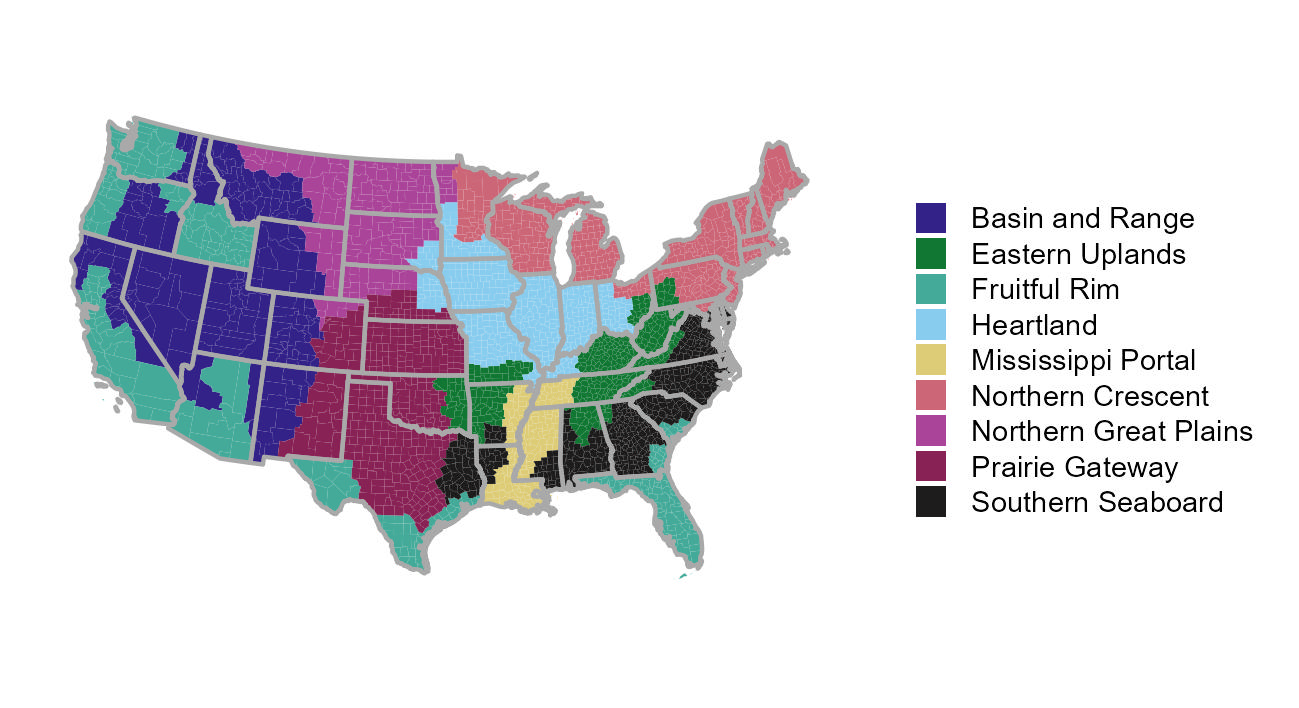 Basin and Range
Eastern Uplands
Fruitful Rim
Heartland
Mississippi Portal
Northern Crescent
Northern Great Plains
Prairie Gateway
Southern Seaboard